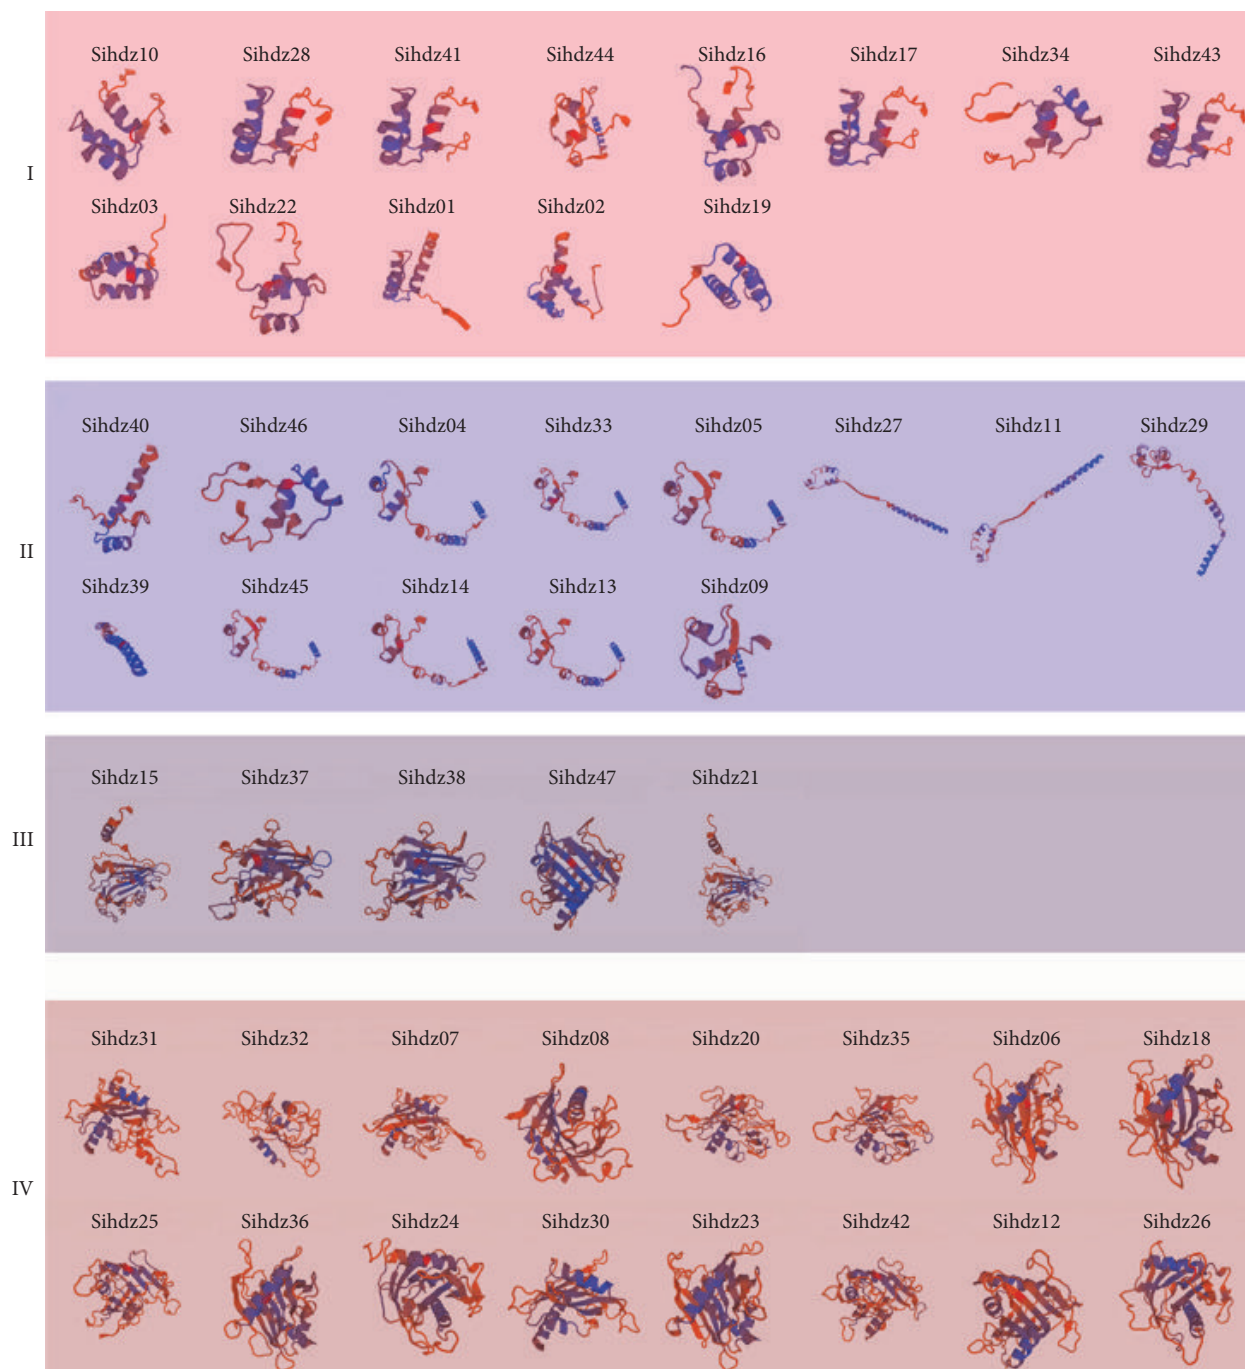 Sihdz10 Sihdz28 Sihdz41 Sihdz44 Sihdz16 Sihdz17 Sihdz34 Sihdz43
I
Sihdz03 Sihdz22 Sihdz01 Sihdz02 Sihdz19
Sihdz40 Sihdz46 Sihdz04 Sihdz33 Sihdz05 Sihdz27 Sihdz11 Sihdz29
II
Sihdz39 Sihdz45 Sihdz14 Sihdz13 Sihdz09
Sihdz15 Sihdz37 Sihdz38 Sihdz47 Sihdz21
III
Sihdz31 Sihdz32 Sihdz07 Sihdz08 Sihdz20 Sihdz35 Sihdz06 Sihdz18
IV
Sihdz25 Sihdz36 Sihdz24 Sihdz30 Sihdz23 Sihdz42 Sihdz12 Sihdz26